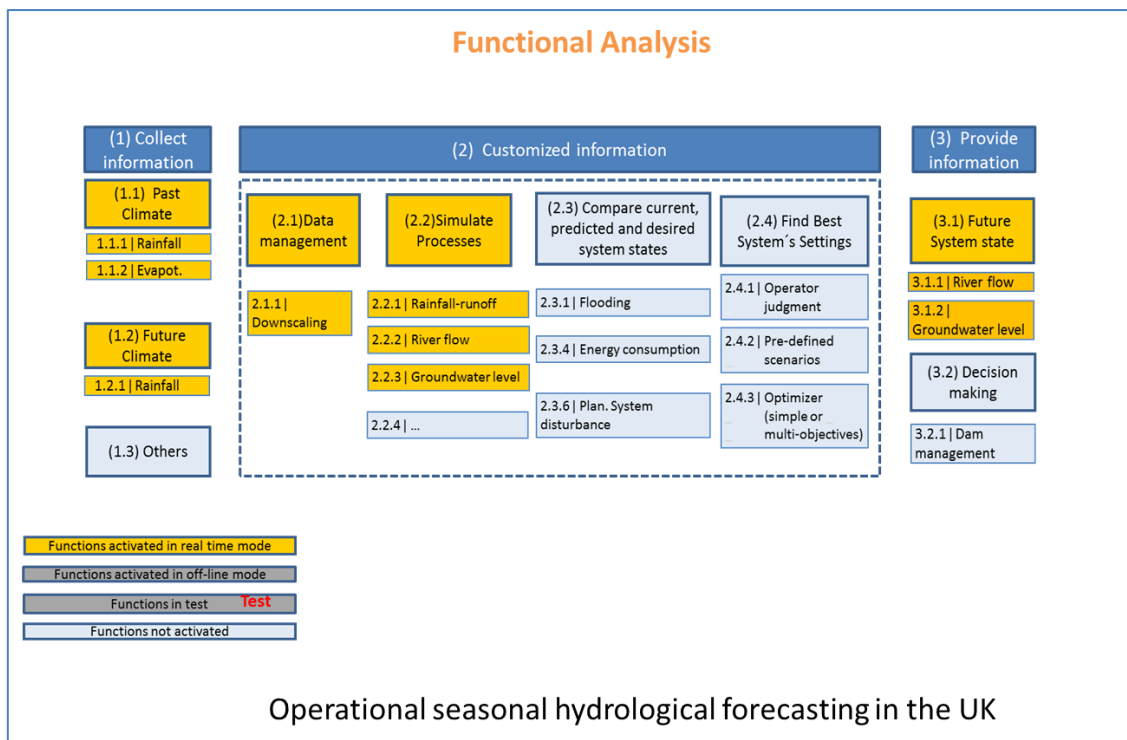 Functional Analysis
(1) Collect
information
(2) Customized information
(3) Provide
information
(1.1) Past
Climate
1.1.1 | Rainfall
1.1.2 | Evapot.
(1.2) Future
Climate
1.2.1 | Rainfall
(1.3) Others
(2.1)Data
management
2.1.1 |
Downscaling
(2.2)Simulate
Processes
2.2.1 | Rainfall-runoff
2.2.2 | River flow
2.2.3 | Groundwater level
2.2.4 | ...
(2.3) Compare current,
predicted and desired
system states
2.3.1 | Flooding
2.3.4 | Energy consumption
2.3.6 | Plan. System
disturbance
(2.4) Find Best
System´s Settings
2.4.1 | Operator
judgment
2.4.2 | Pre-defined
scenarios
2.4.3 | Optimizer
(simple or
multi-objectives)
(3.1) Future
System state
3.1.1 | River flow
3.1.2 |
Groundwater level
(3.2) Decision
making
3.2.1 | Dam
management
Functions activated in real time mode
Functions activated in off-line mode
Functions in test Test
Functions not activated
Operational seasonal hydrological forecasting in the UK